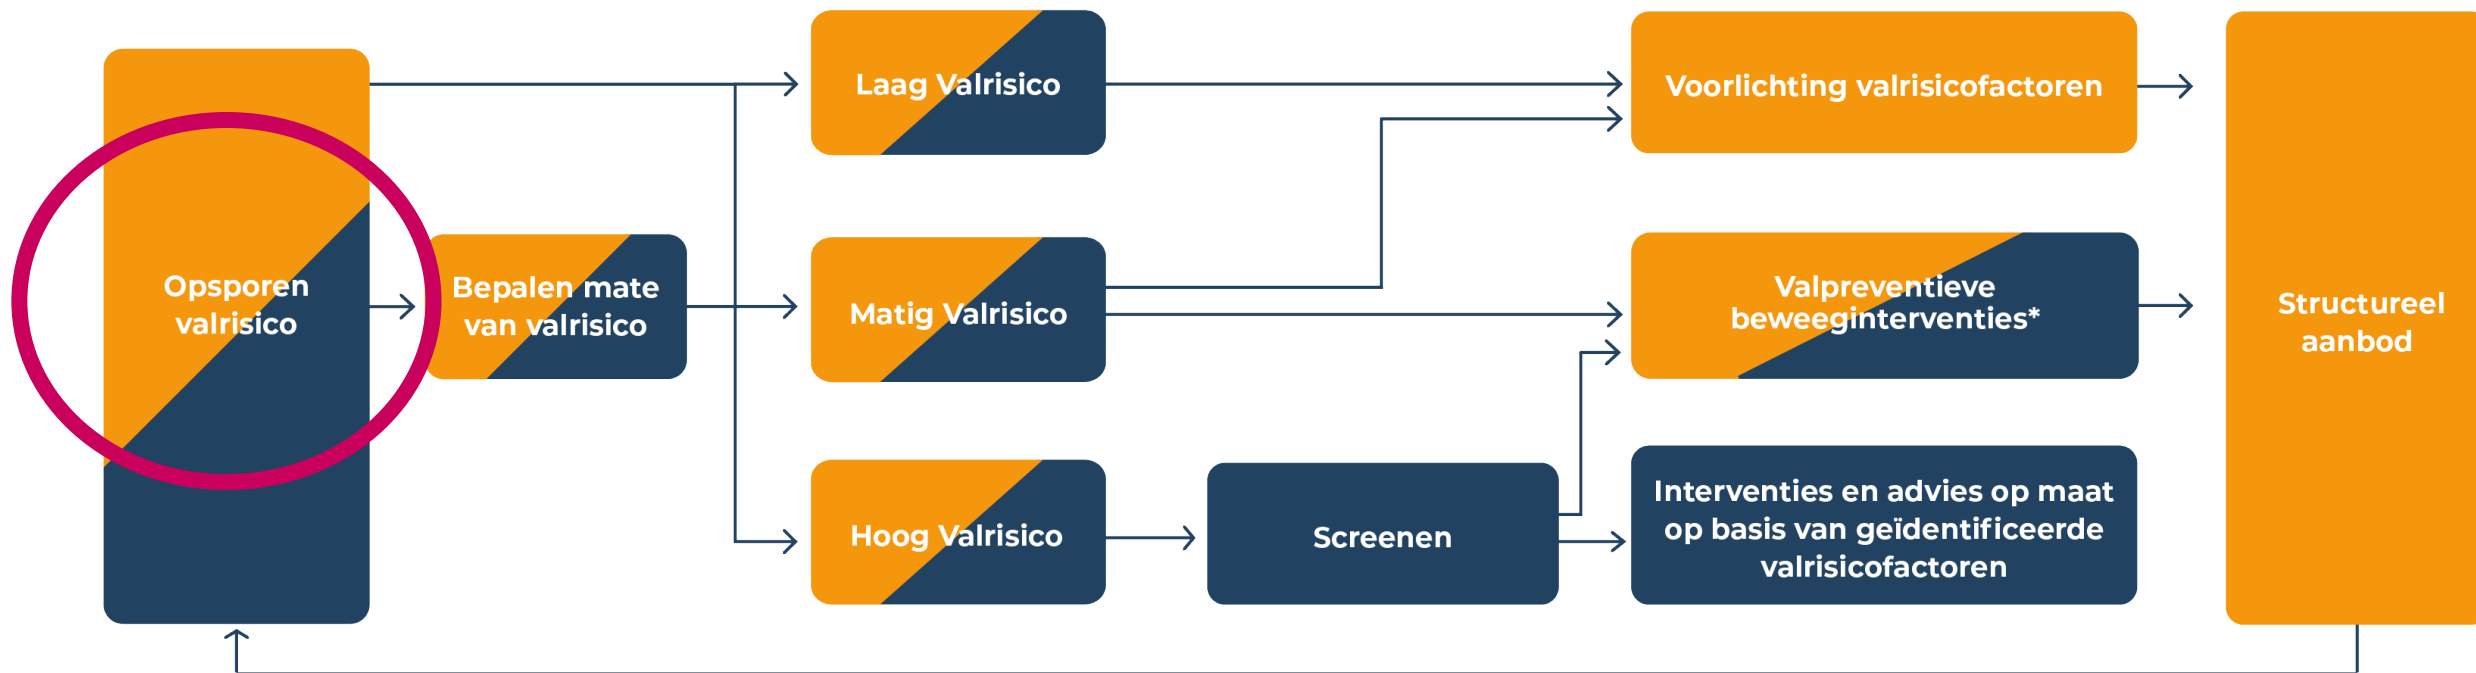 Opsporen
valrisico
Bepalen mate
van valrisico
Laag Valrisico
Matig Valrisico
Hoog Valrisico
Screenen
Voorlichting valrisicofactoren
Valpreventieve
beweeginterventies*
Interventies en advies op maat
op basis van geïdentificeerde
valrisicofactoren
Structureel
aanbod